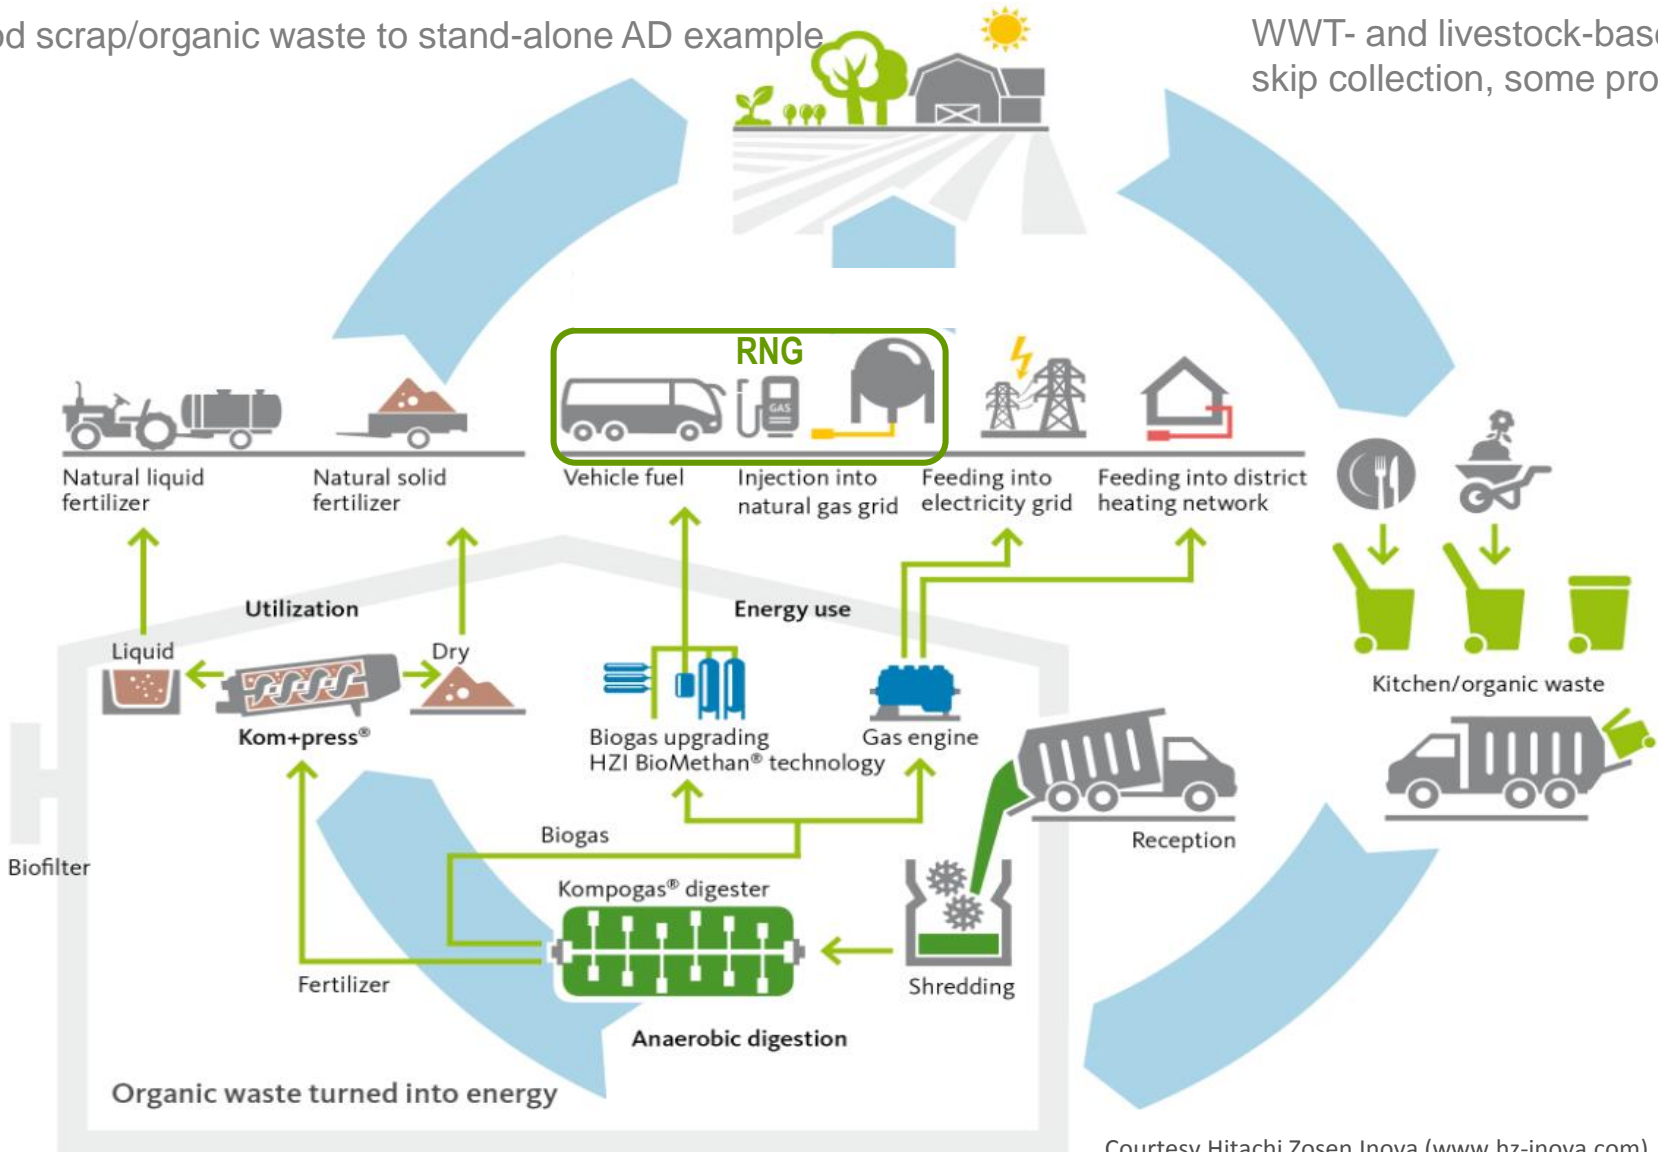 scrap/organic waste to stand-alone AD example
WWT- and livestock-base
skip collection, some pro
RNG
GAS
Natural liquid
fertilizer
Natural solid
fertilizer
Vehicle fuel
Injection into
natural gas grid
Feeding into
electricity grid
Feeding into district
heating network
Utilization
Energy use
Liquid
Dry
Kom+press®
Biogas upgrading
HZI BioMethan® technology
Gas engine
Kitchen/organic waste
Reception
Biofilter
Biogas
Kompogas® digester
Fertilizer
Shredding
Anaerobic digestion
Organic waste turned into energy
Courtesy Hitachi Zosen Inova (www.hz-inova.com)